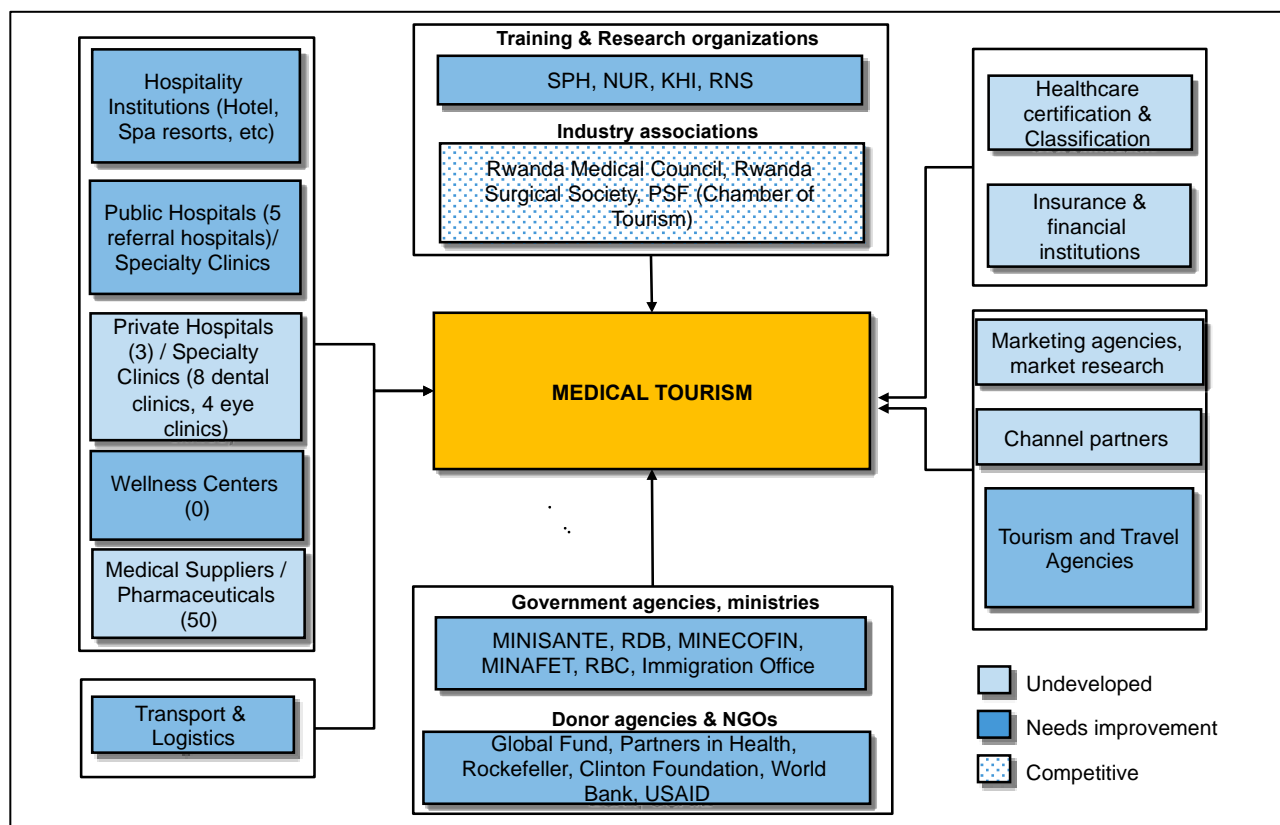 Hospitality
Institutions (Hotel,
Spa resorts, etc)
Public Hospitals (5
referral hospitals)/
Specialty Clinics
Private Hospitals
(3) / Specialty
Clinics (8 dental
clinics, 4 eye
clinics)
Wellness Centers
(0)
Medical Suppliers /
Pharmaceuticals
(50)
Transport &
Logistics
Training & Research organizations
SPH, NUR, KHI, RNS
Industry associations
Rwanda Medical Council, Rwanda
Surgical Society, PSF (Chamber of
Tourism)
MEDICAL TOURISM
Government agencies, ministries
MINISANTE, RDB, MINECOFIN,
MINAFET, RBC, Immigration Office
Donor agencies & NGOs
Global Fund, Partners in Health,
Rockefeller, Clinton Foundation, World
Bank, USAID
Healthcare
certification &
Classification
Insurance &
financial
institutions
Marketing agencies,
market research
Channel partners
Tourism and Travel
Agencies
Undeveloped
Needs improvement
Competitive